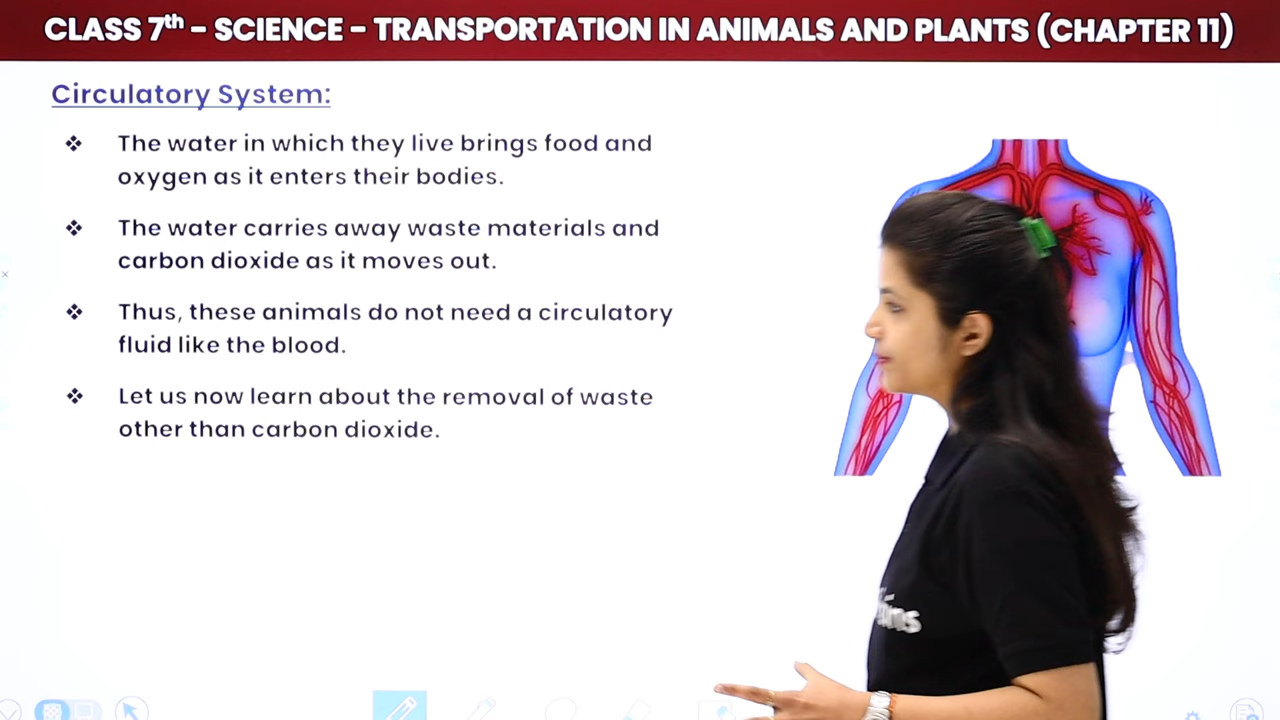 CLASS 7th - SCIENCE - TRANSPORTATION IN ANIMALS AND PLANTS (CHAPTER 11)
Circulatory System:
❖ The water in which they live brings food and
oxygen as it enters their bodies.
❖ The water carries away waste materials and
carbon dioxide as it moves out.
❖ Thus, these animals do not need a circulatory
fluid like the blood.
❖ Let us now learn about the removal of waste
other than carbon dioxide.